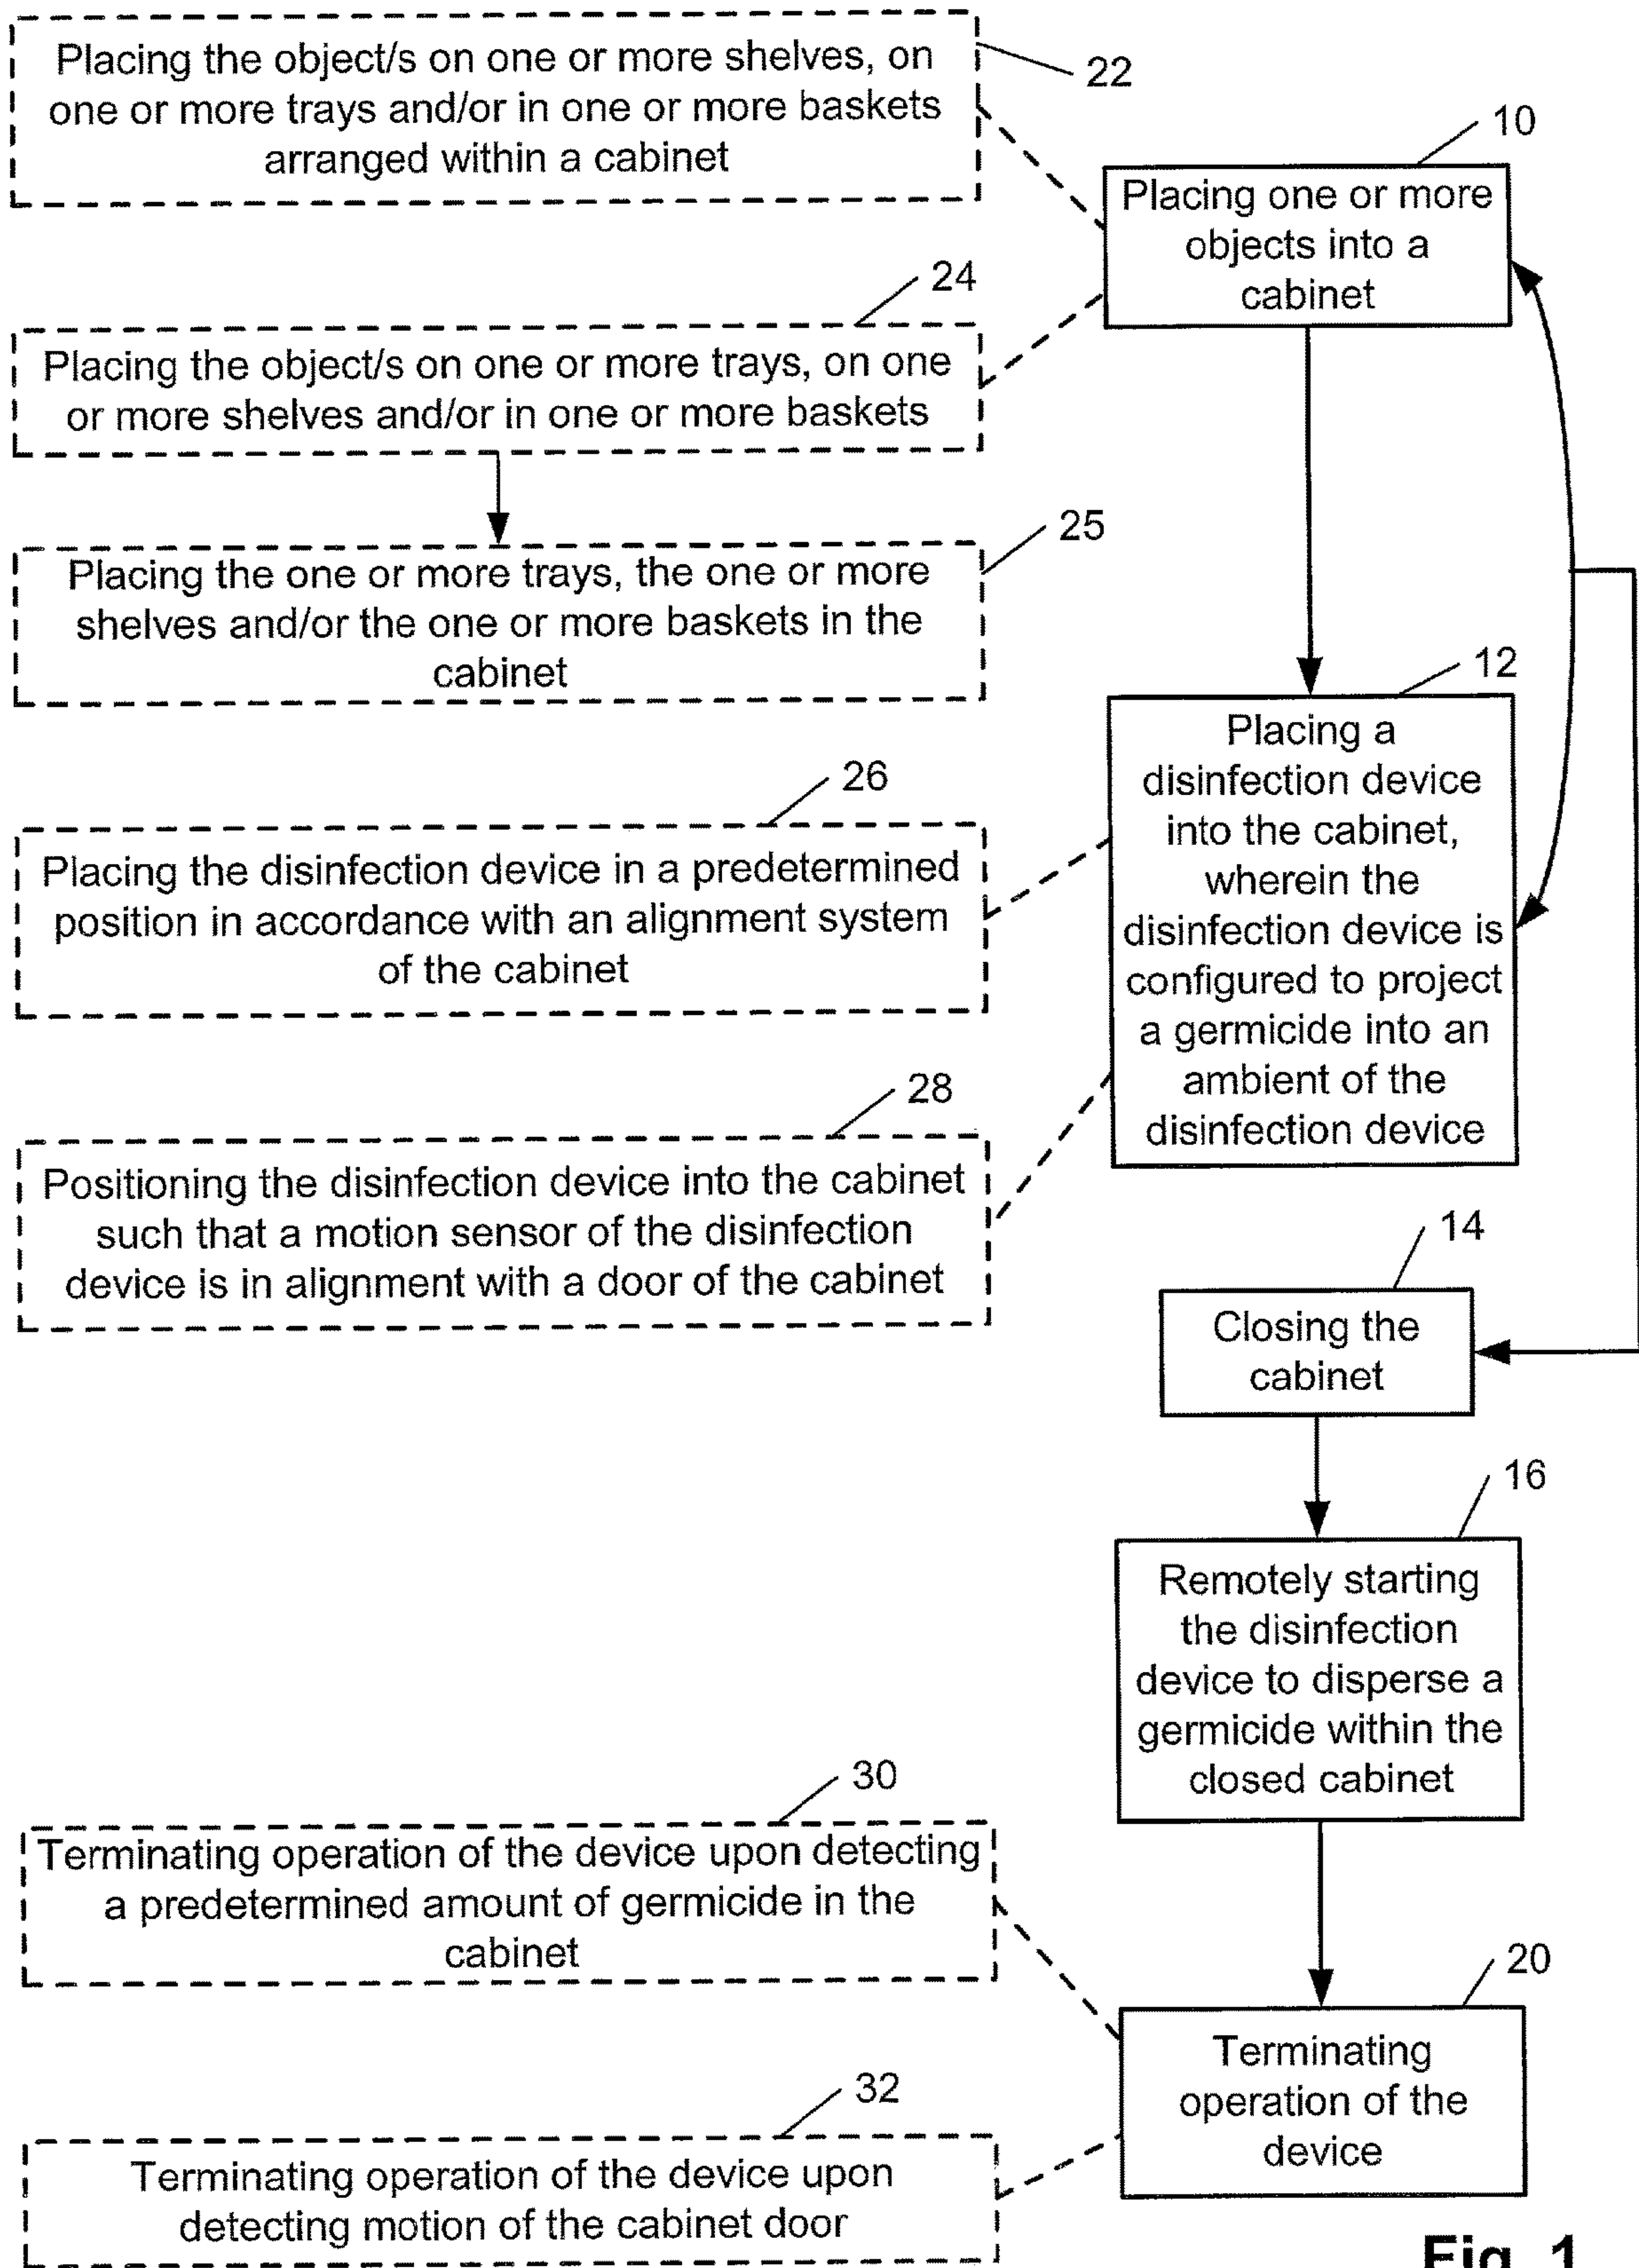 Placing the object/s on one or more shelves, on
one or more trays and/or in one or more baskets
arranged within a cabinet
22
10
Placing one or more
objects into a
cabinet
24
Placing the object/s on one or more trays, on one
or more shelves and/or in one or more baskets
25
Placing the one or more trays, the one or more
shelves and/or the one or more baskets in the
cabinet
12
Placing a
disinfection device
into the cabinet,
wherein the
disinfection device is
configured to project
a germicide into an
ambient of the
disinfection device
26
Placing the disinfection device in a predetermined
position in accordance with an alignment system
of the cabinet
28
Positioning the disinfection device into the cabinet
such that a motion sensor of the disinfection
device is in alignment with a door of the cabinet
14
Closing the
cabinet
16
Remotely starting
the disinfection
device to disperse a
germicide within the
closed cabinet
30
Terminating operation of the device upon detecting
a predetermined amount of germicide in the
cabinet
20
Terminating
operation of the
device
32
Terminating operation of the device upon
detecting motion of the cabinet door
Fig. 1